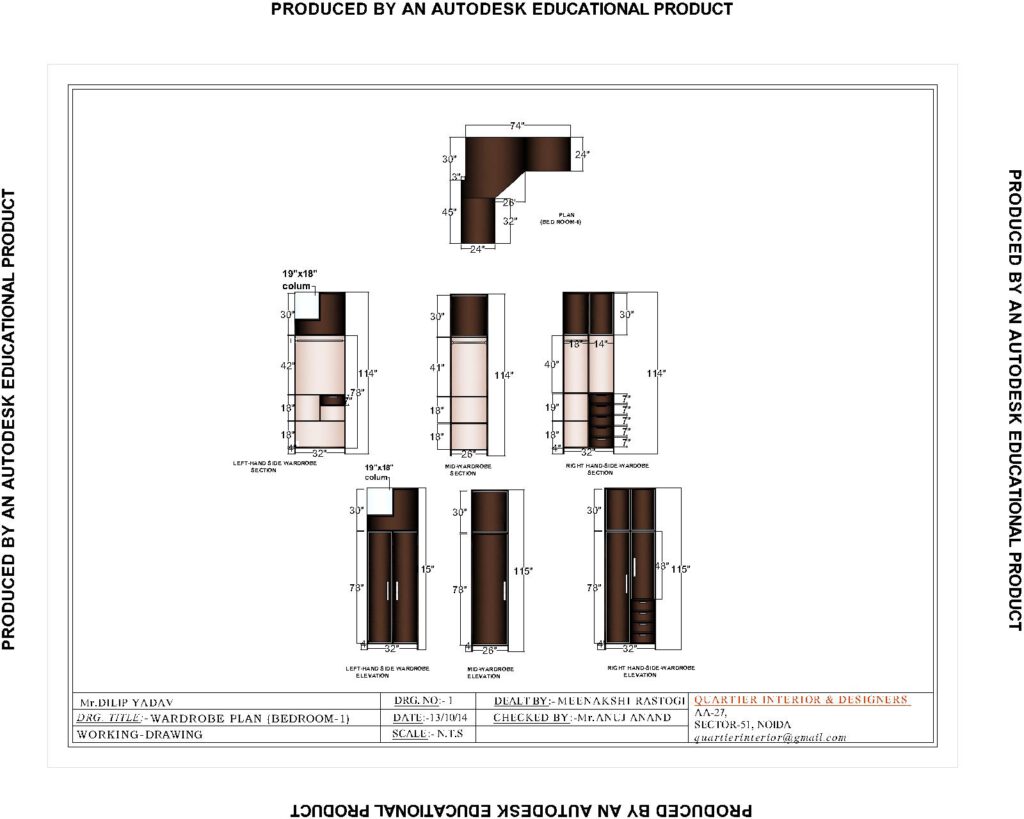 PRODUCED BY AN AUTODESK EDUCATIONAL PRODUCT
PRODUCED BY AN AUTODESK EDUCATIONAL PRODUCT
PRODUCED BY AN AUTODESK EDUCATIONAL PRODUCT
74"
30"
24"
3"
45"
26'
32"
24"
PLAN
(BED ROOM-1)
19"x18"
colum
30"
42"
114"
78"
7"
18"
18"
4"
32"
LEFT-HAND SIDE WARDROBE
SECTION
30"
41"
114"
18"
18"
26"
MID-WARDROBE
SECTION
30"
18"
14"
40"
114"
19"
7"
7"
7"
7"
18"
4"
32"
RIGHT HAND-SIDE-WARDROBE
SECTION
19"x18"
colum
30"
78"
15"
4"
32"
LEFT-HAND SIDE WARDROBE
ELEVATION
30"
78"
115"
4"
26"
MID-WARDROBE
ELEVATION
30"
78"
48"
115"
4"
32"
RIGHT HAND-SIDE-WARDROBE
ELEVATION
Mr.DILIP YADAV
DRG. TITLE:-WARDROBE PLAN (BEDROOM-1)
WORKING-DRAWING
DRG. NO:- 1
DATE:-13/10/14
SCALE:- N.T.S
DEALT BY:-MEENAKSHI RASTOGI
CHECKED BY:-Mr.ANUJ ANAND
QUARTIER INTERIOR & DESIGNERS
AA-27,
SECTOR-51, NOIDA
quartierinterior@gmail.com
PRODUCED BY AN AUTODESK EDUCATIONAL PRODUCT